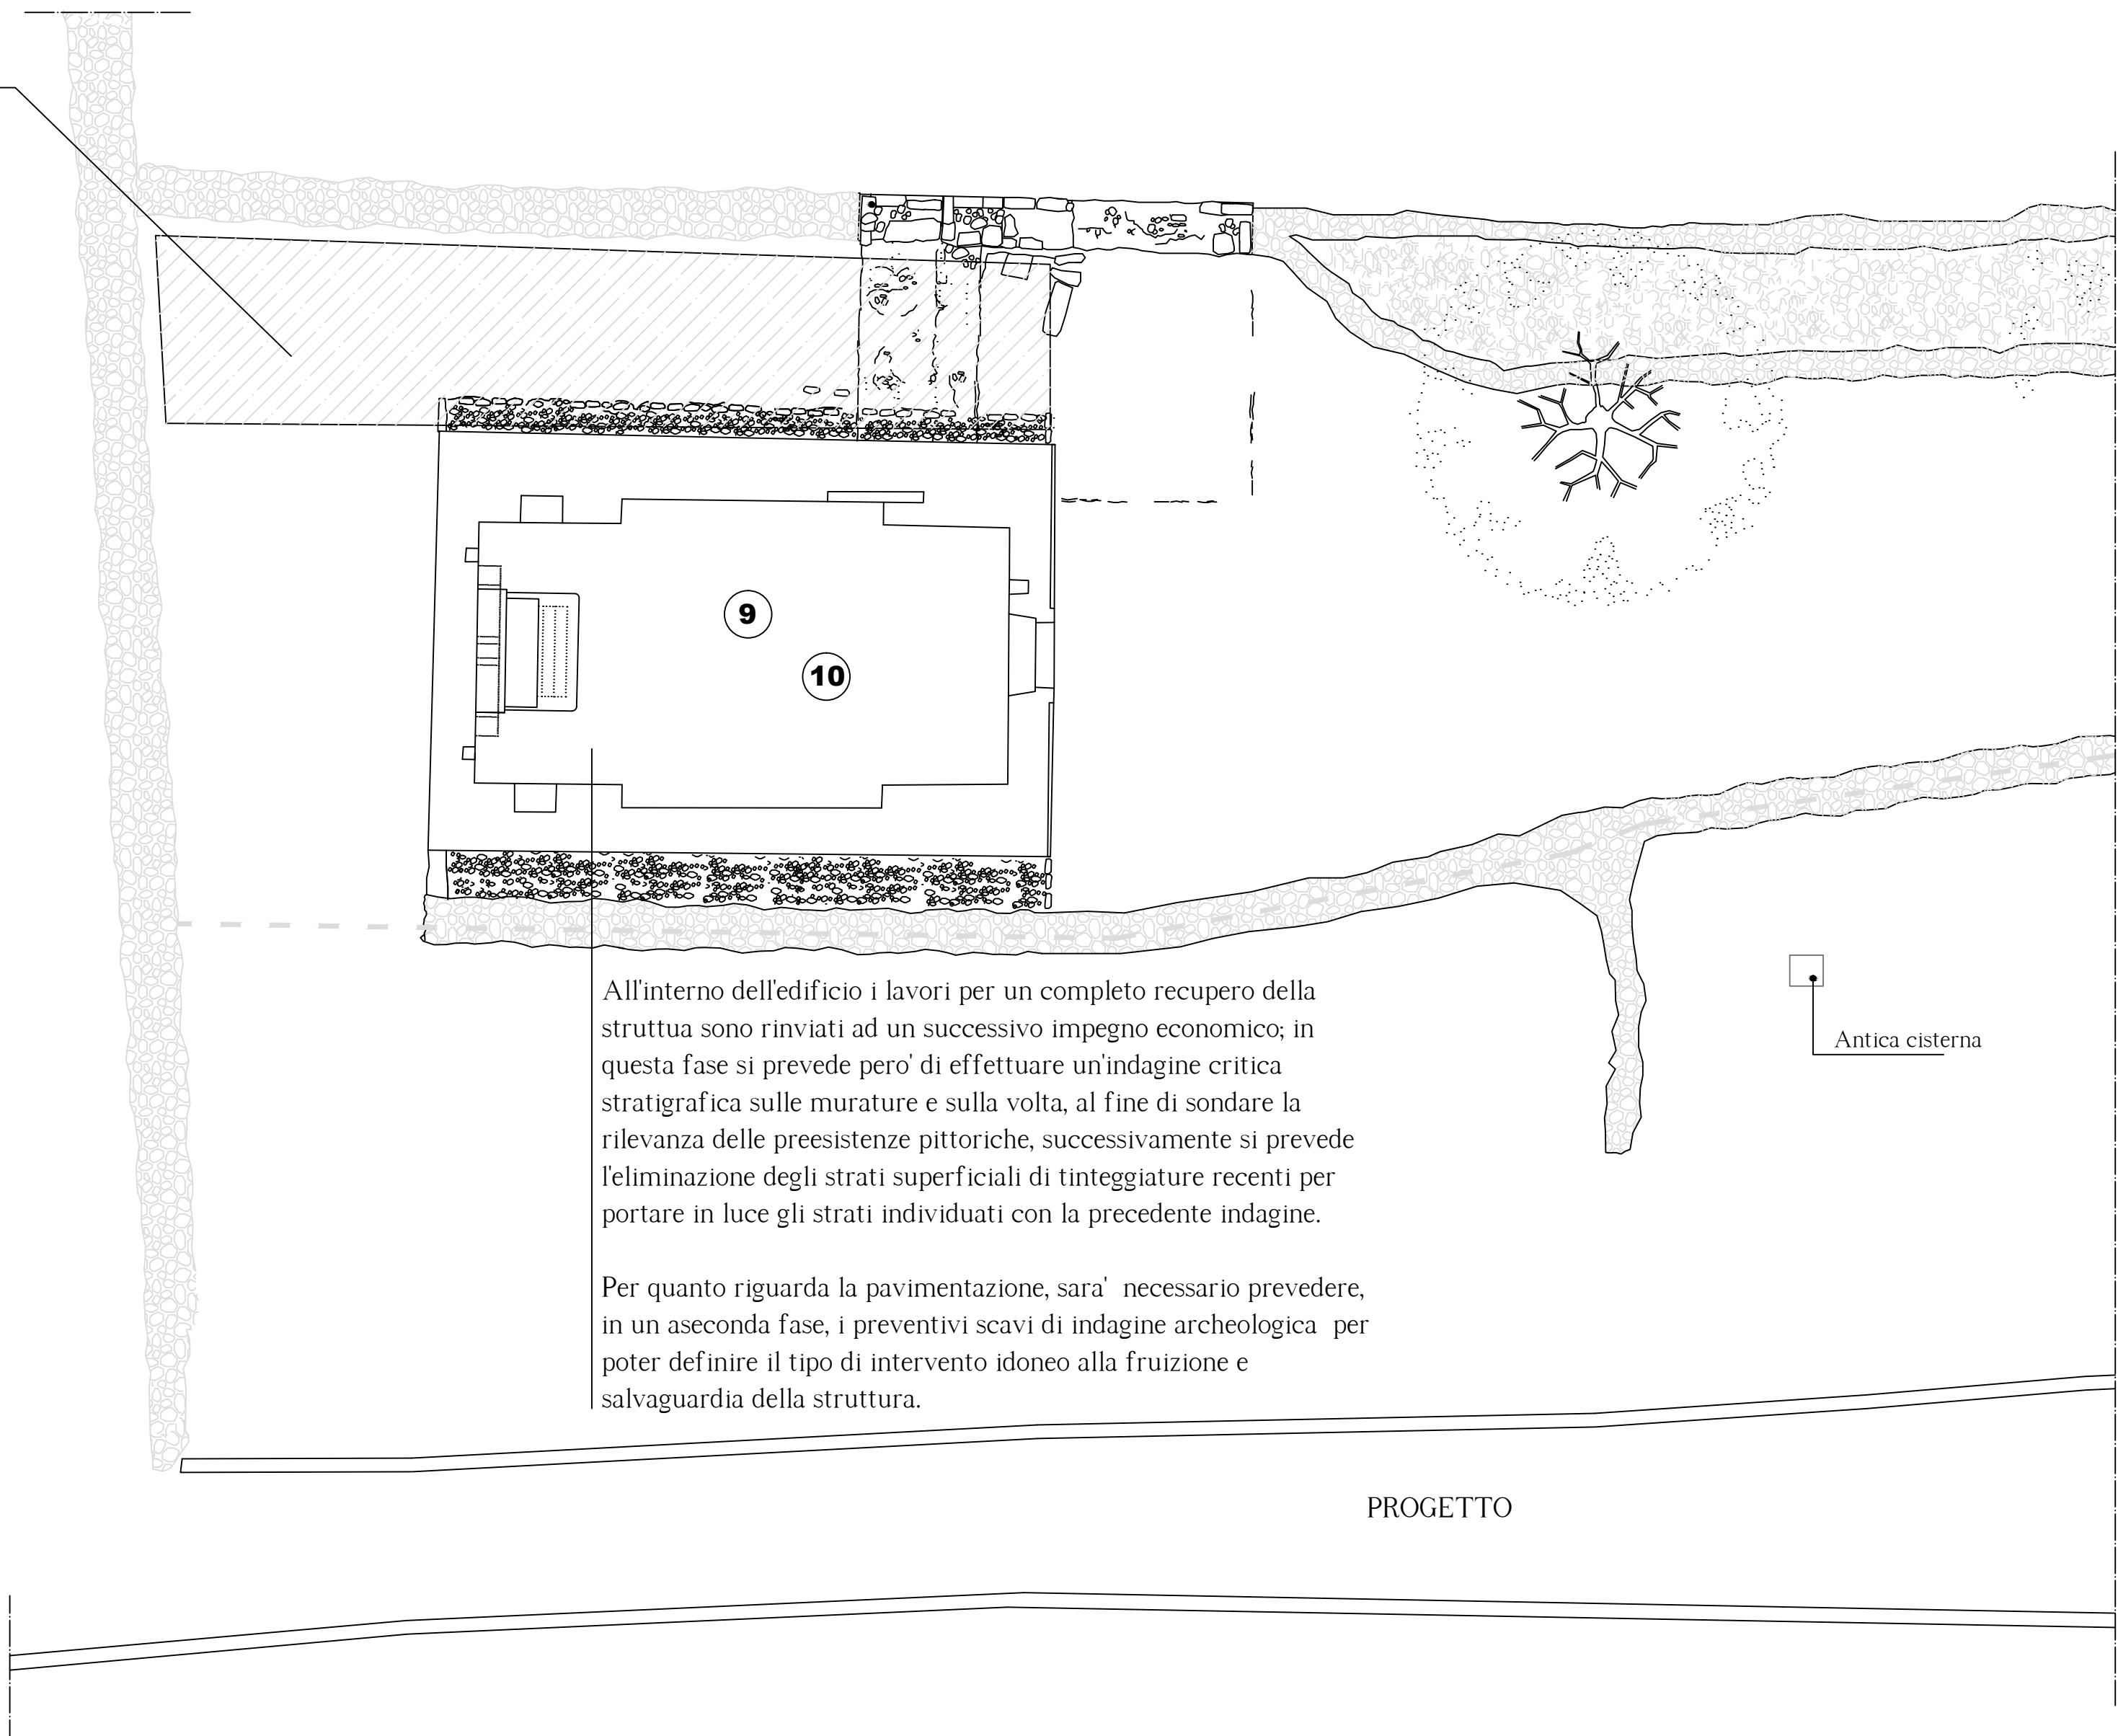 9
10
All'interno dell'edificio i lavori per un completo recupero della
struttua sono rinviati ad un successivo impegno economico; in
questa fase si prevede pero' di effettuare un'indagine critica
stratigrafica sulle murature e sulla volta, al fine di sondare la
rilevanza delle preesistenze pittoriche, successivamente si prevede
l'eliminazione degli strati superficiali di tinteggiature recenti per
portare in luce gli strati individuati con la precedente indagine.
Per quanto riguarda la pavimentazione, sara' necessario prevedere,
in un aseconda fase, i preventivi scavi di indagine archeologica per
poter definire il tipo di intervento idoneo alla fruizione e
salvaguardia della struttura.
Antica cisterna
PROGETTO